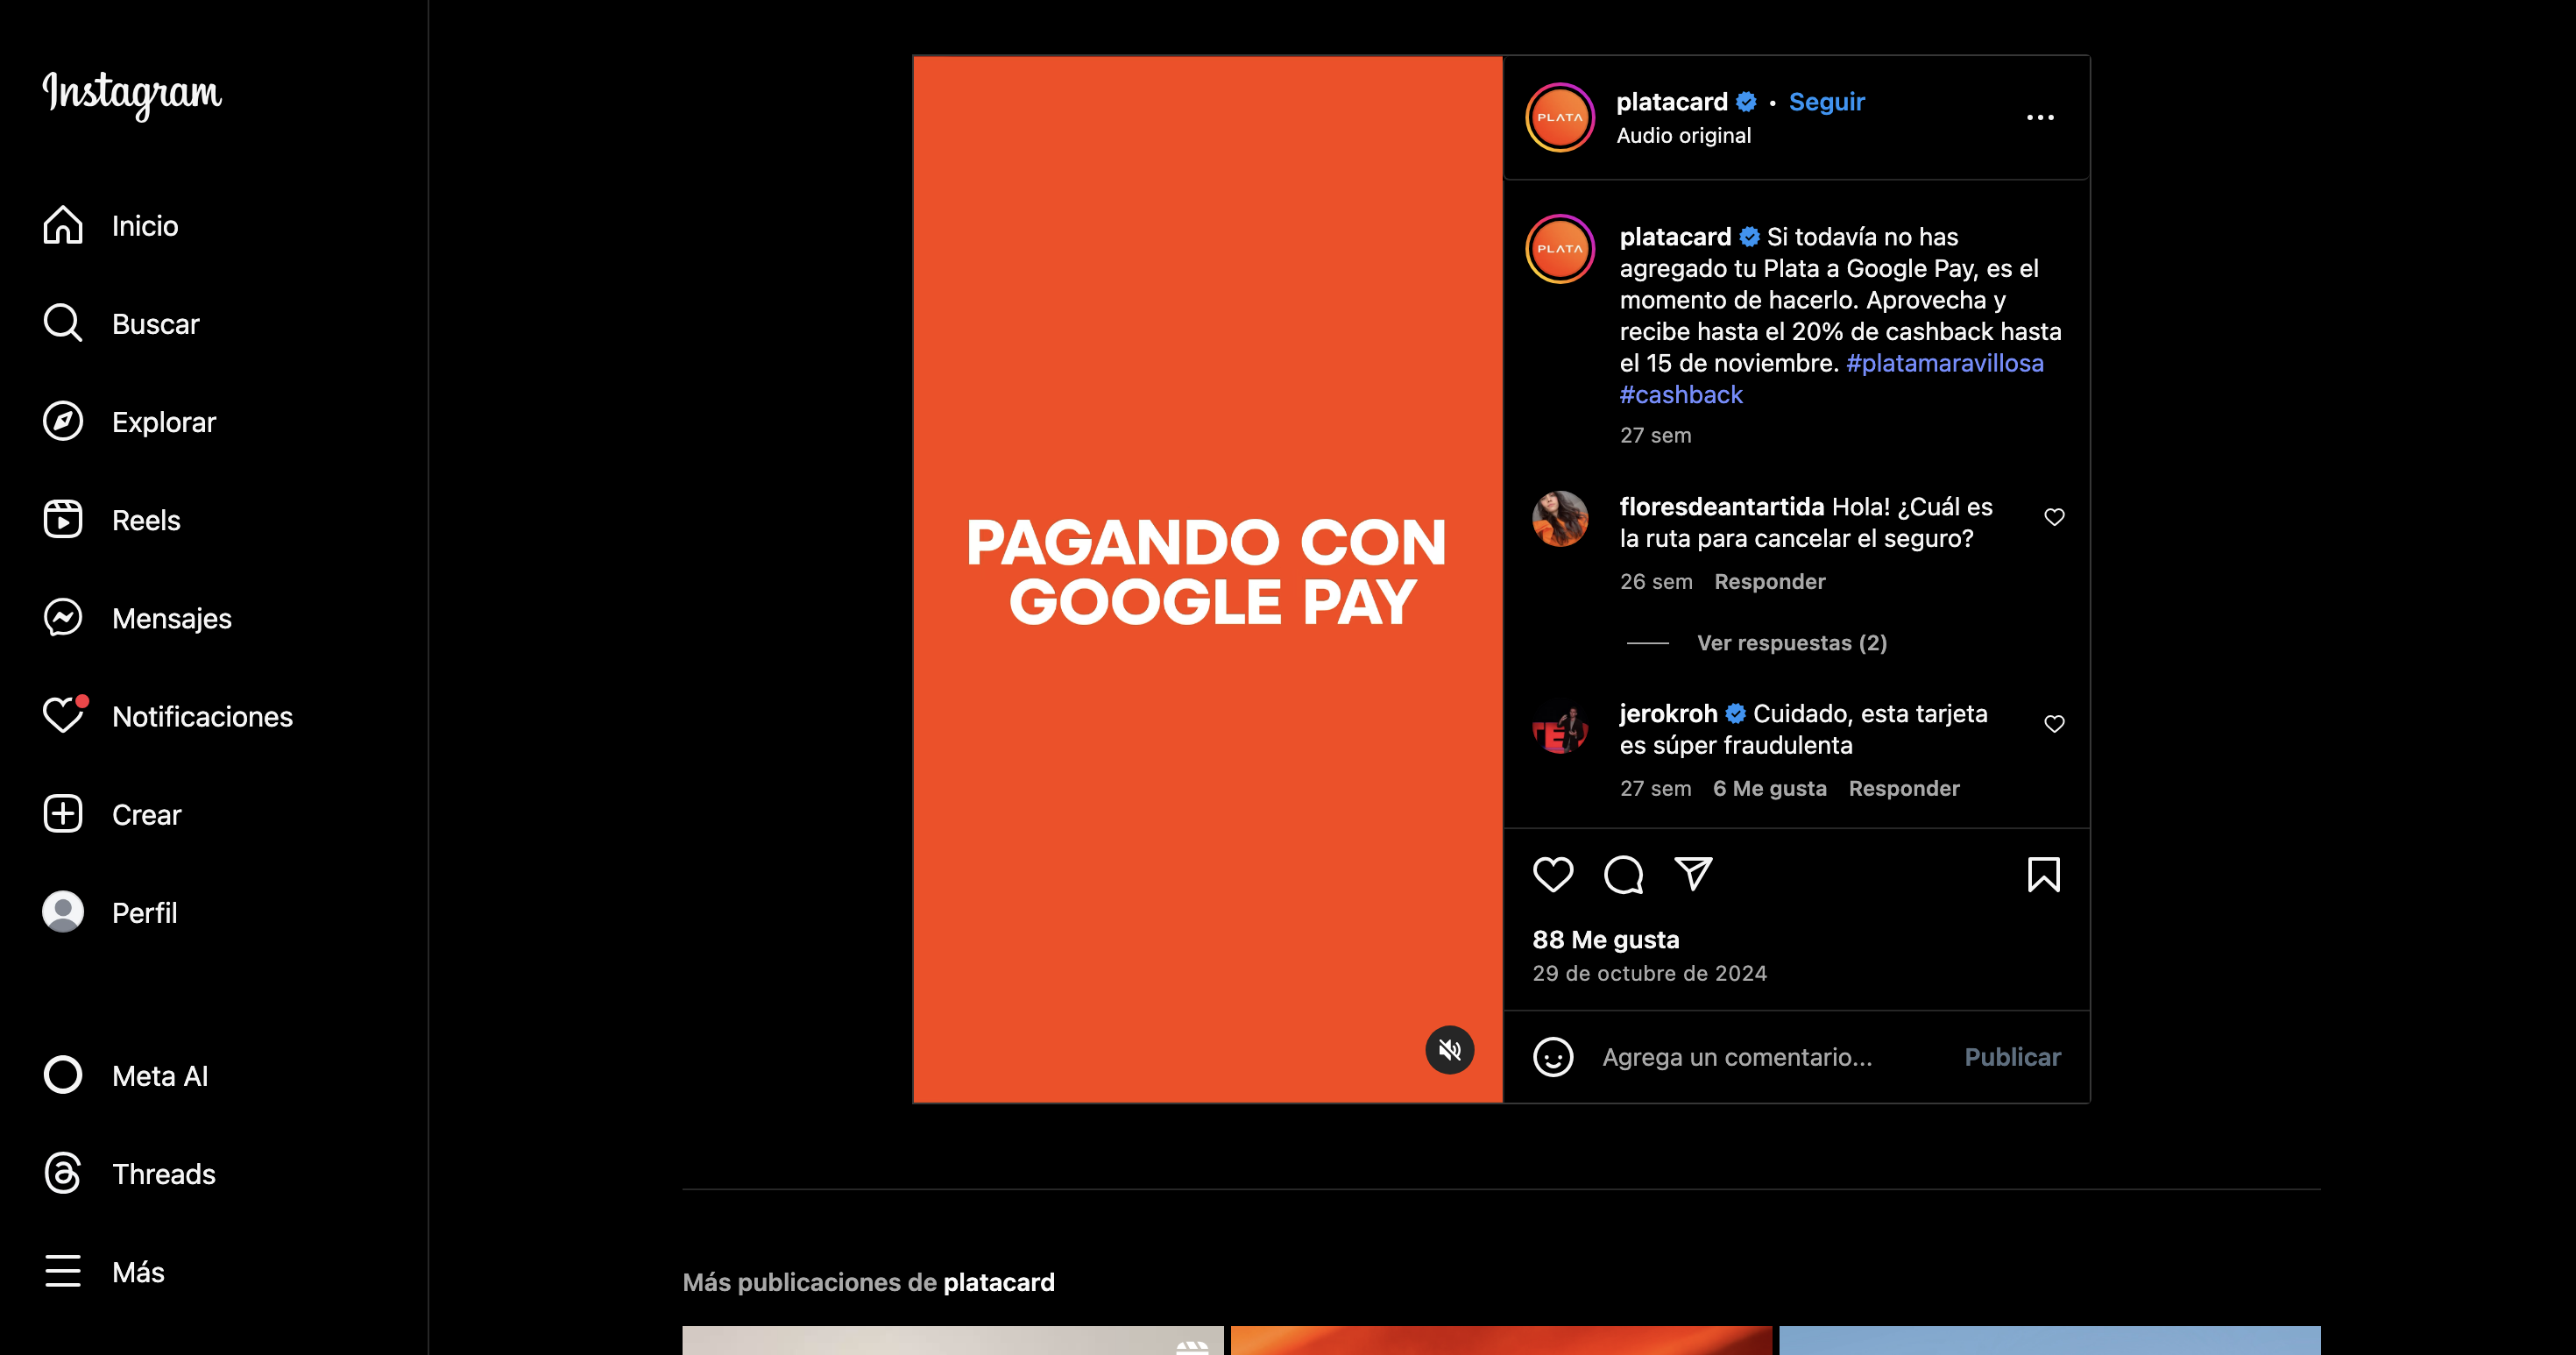 Instagram
Inicio
Buscar
Explorar
Reels
Mensajes
Notificaciones
Crear
Perfil
Meta AI
Threads
Más
PAGANDO CON
GOOGLE PAY
PLATA
platacard • Seguir
Audio original
PLATA
platacard Si todavía no has
agregado tu Plata a Google Pay, es el
momento de hacerlo. Aprovecha y
recibe hasta el 20% de cashback hasta
el 15 de noviembre. #platamaravillosa
#cashback
27 sem
floresdeantartida Hola! ¿Cuál es
la ruta para cancelar el seguro?
26 sem Responder
Ver respuestas (2)
jerokroh Cuidado, esta tarjeta
es súper fraudulenta
27 sem 6 Me gusta Responder
88 Me gusta
29 de octubre de 2024
Agrega un comentario... Publicar
Más publicaciones de platacard